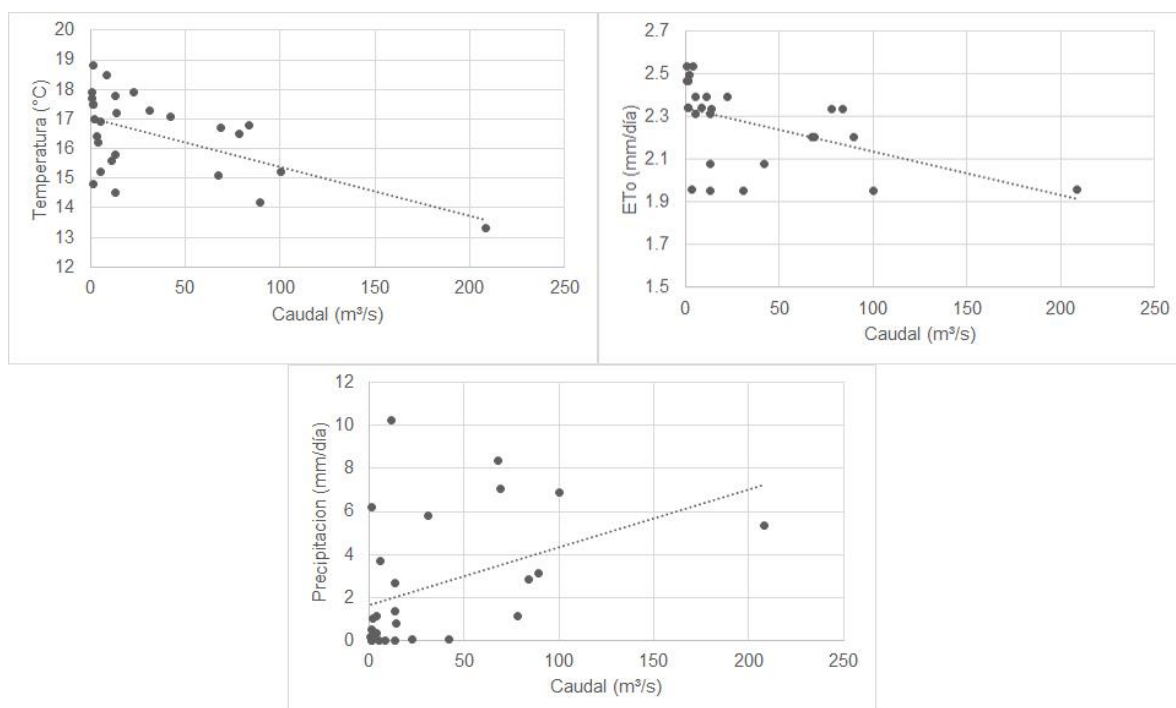 Temperatura (°C)
20
19
18
17
16
15
14
13
12
0 50 100 150 200 250
Caudal (m³/s)
ETo (mm/día)
2.7
2.5
2.3
2.1
1.9
1.7
1.5
0 50 100 150 200 250
Caudal (m³/s)
Precipitacion (mm/día)
12
10
8
6
4
2
0
0 50 100 150 200 250
Caudal (m³/s)